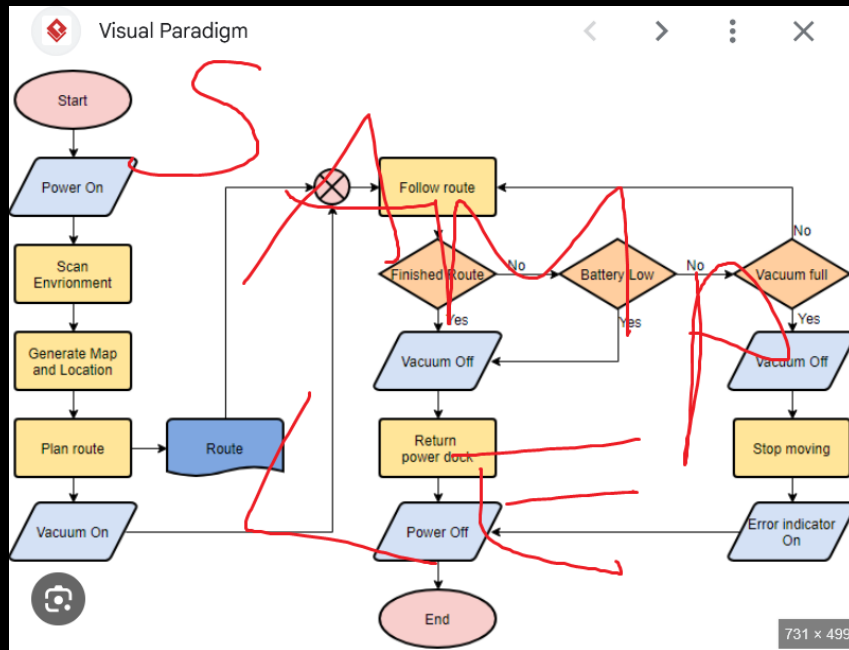 Visual Paradigm
Start
Power On
Scan
Envrionment
Generate Map
and Location
Plan route
Route
Vacuum On
Follow route
Finished Route
No
Yes
Battery Low
No
Yes
Vacuum full
No
Yes
Vacuum Off
Return
power dock
Power Off
End
Vacuum Off
Stop moving
Error indicator
On
SAMPLE
731 × 499